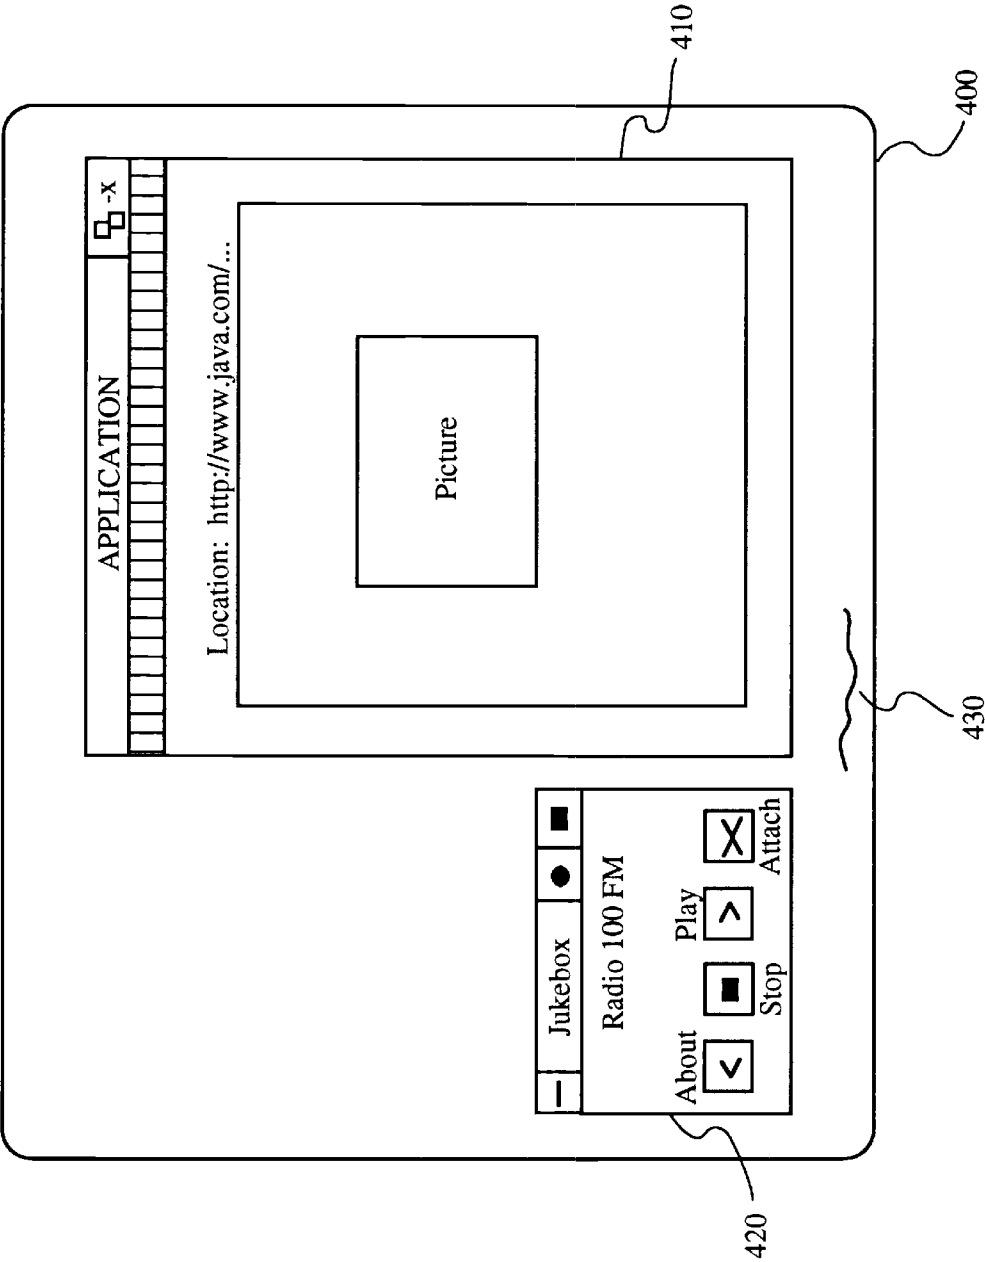 APPLICATION
-x
Location: http://www.java.com/...
Picture
410
Jukebox
Radio 100 FM
About
Play
Stop
Attach
420
430
400